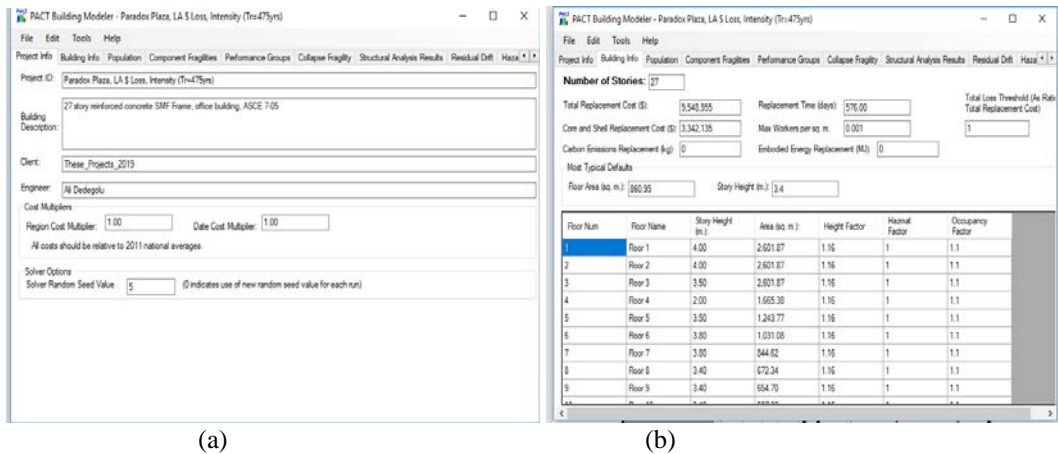 PACT Building Modeler - Paradox Plaza, LA $ Loss, Intensity (Tr=475yrs)
File Edit Tools Help
Project Info Building Info Population Component Fragilities Performance Groups Collapse Fragility Structural Analysis Results Residual Drift Haza
Project ID: Paradox Plaza, LA $ Loss, Intensity (Tr=475yrs)
Building Description: 27 story reinforced concrete SMF Frame, office building, ASCE 7-05
Client: These_Projects_2019
Engineer: Ali Dedegolu
Cost Multipliers
Region Cost Multiplier: 1.00 Date Cost Multiplier: 1.00
All costs should be relative to 2011 national averages.
Solver Options
Solver Random Seed Value 5 (0 indicates use of new random seed value for each run)
(a)
PACT Building Modeler - Paradox Plaza, LA $ Loss, Intensity (Tr=475yrs)
File Edit Tools Help
Project Info Building Info Population Component Fragilities Performance Groups Collapse Fragility Structural Analysis Results Residual Drift Haza
Number of Stories: 27
Total Replacement Cost ($): 9,548,955 Replacement Time (days): 576.00 Total Loss Threshold (As Ratio
Total Replacement Cost)
Core and Shell Replacement Cost ($): 3,342,135 Max Workers per sq. m. 0.001 1
Carbon Emissions Replacement (kg): 0 Embodied Energy Replacement (MJ): 0
Most Typical Defaults
Floor Area (sq. m.): 860.95 Story Height (m.): 3.4
Floor Num Floor Name Story Height (m.): Area (sq. m.): Height Factor Hazmat Factor Occupancy Factor
1 Floor 1 4.00 2,601.87 1.16 1 1.1
2 Floor 2 4.00 2,601.87 1.16 1 1.1
3 Floor 3 3.50 2,601.87 1.16 1 1.1
4 Floor 4 2.00 1,665.38 1.16 1 1.1
5 Floor 5 3.50 1,243.77 1.16 1 1.1
6 Floor 6 3.80 1,031.08 1.16 1 1.1
7 Floor 7 3.80 844.62 1.16 1 1.1
8 Floor 8 3.40 672.34 1.16 1 1.1
9 Floor 9 3.40 654.70 1.16 1 1.1
(b)